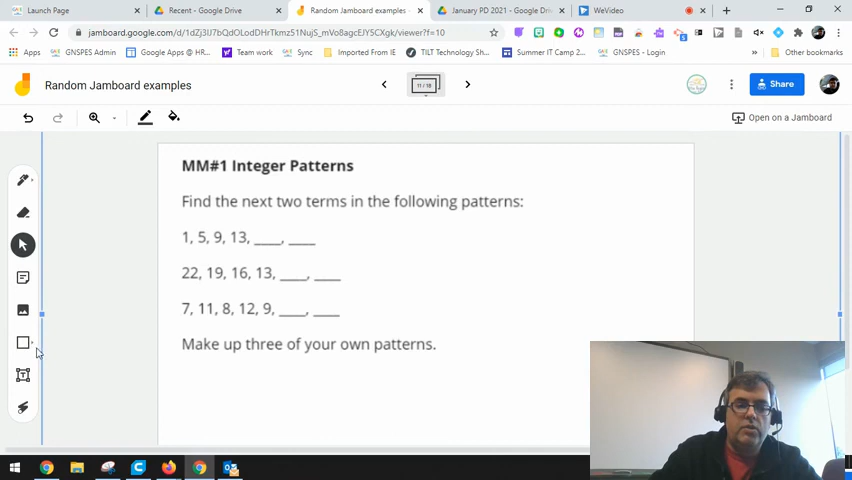 Launch Page
Recent - Google Drive
Random Jamboard examples -
January PD 2021 - Google Driv
WeVideo
jamboard.google.com/d/1dZj3IJ7bQdOLodDHrTkmz51NujS_mVo8agcEJY5CXgk/viewer?f=10
Apps
GNSPES Admin
Google Apps @ HR...
Team work
Sync
Imported From IE
TILT Technology Sh...
Summer IT Camp 2...
GNSPES - Login
Other bookmarks
Random Jamboard examples
11 / 18
Share
Open on a Jamboard
MM#1 Integer Patterns
Find the next two terms in the following patterns:
1, 5, 9, 13, ____, ____
22, 19, 16, 13, ____, ____
7, 11, 8, 12, 9, ____, ____
Make up three of your own patterns.